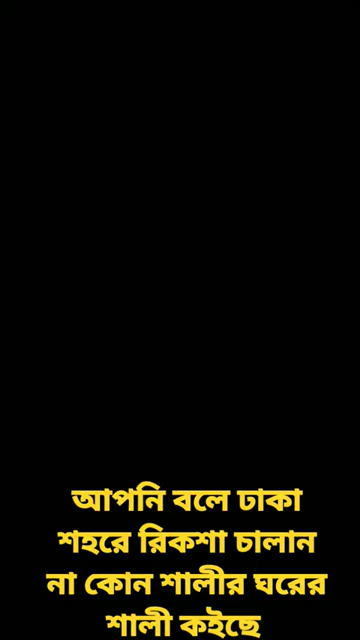 আপনি বলে ঢাকা
শহরে রিকশা চালান
না কোন শালীর ঘরের
শালী কইছে